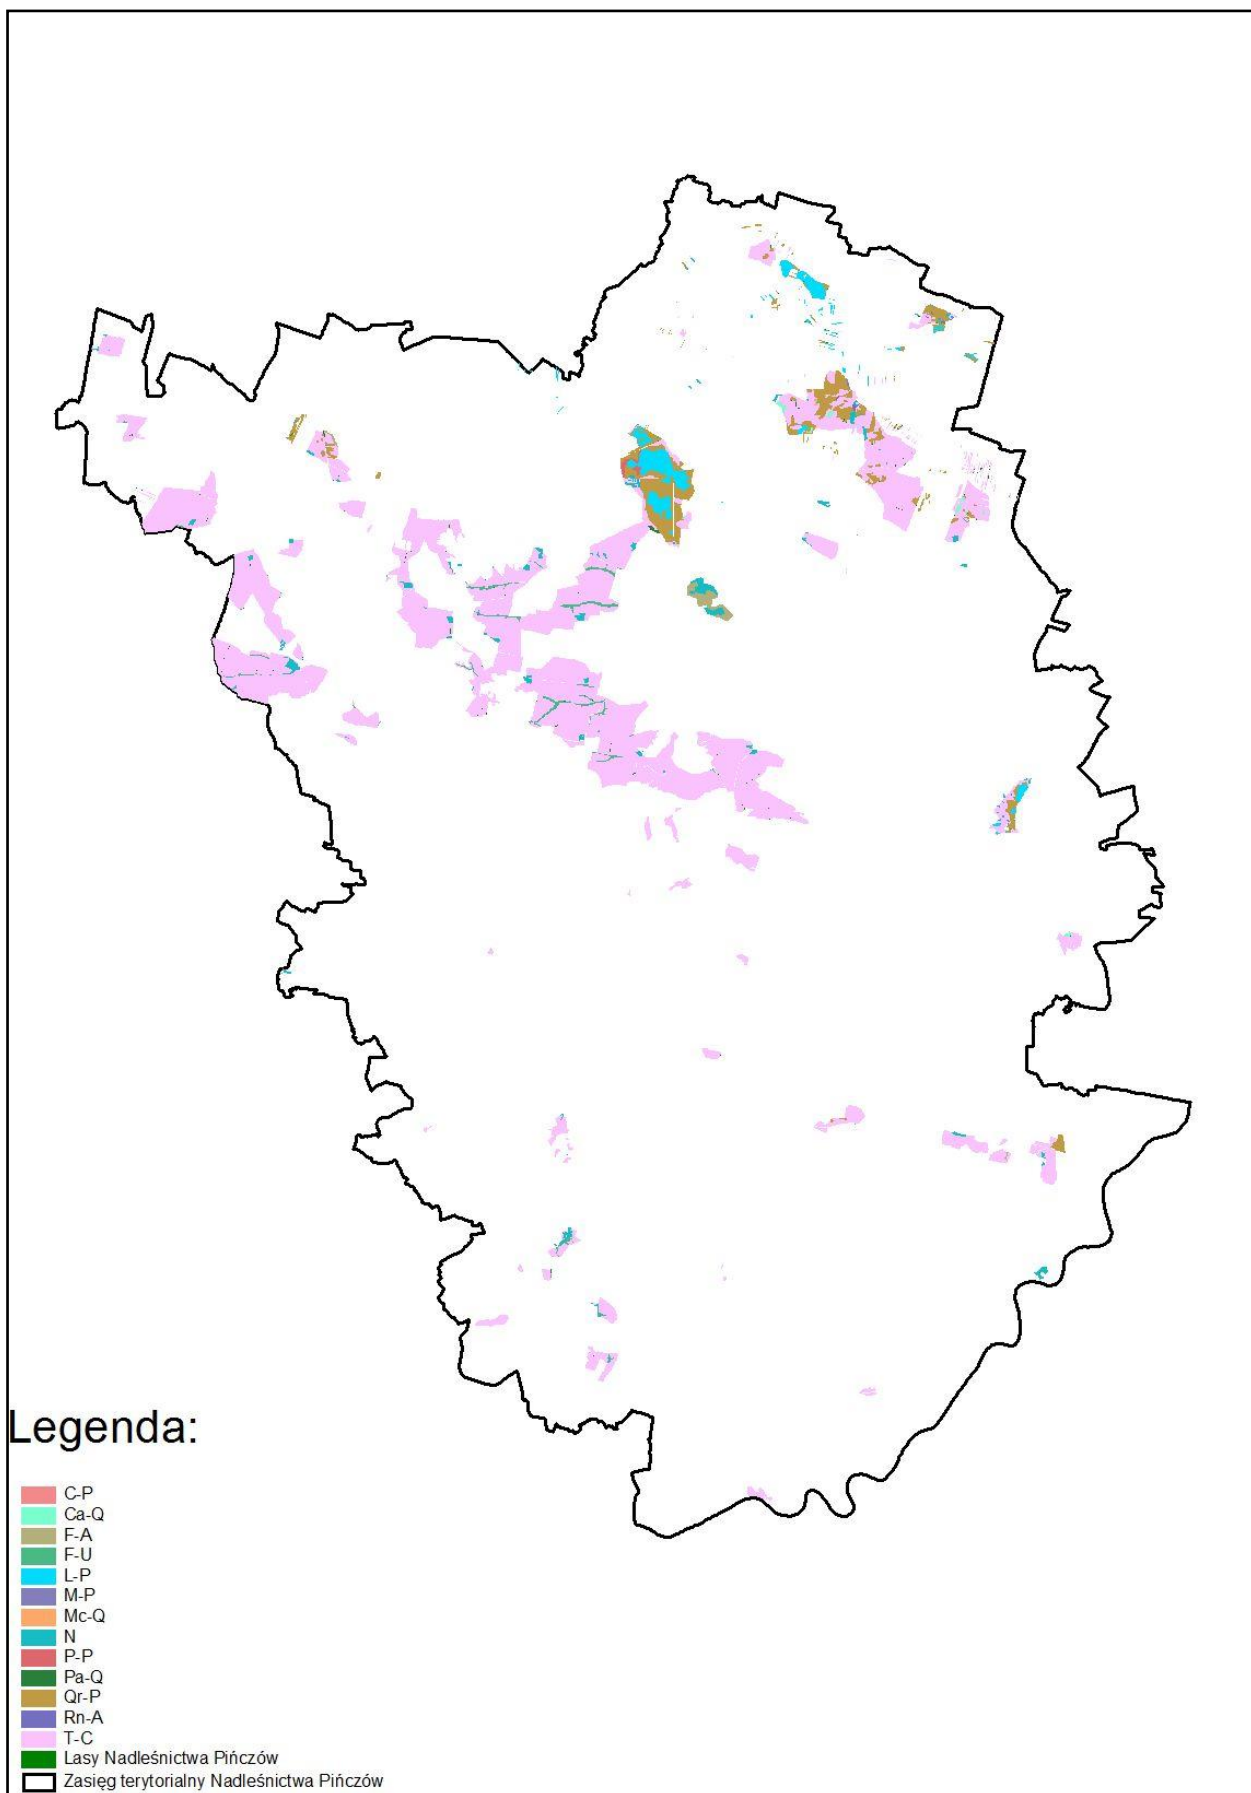 Legenda:
C-P
Ca-Q
F-A
F-U
L-P
M-P
Mc-Q
N
P-P
Pa-Q
Qr-P
Rn-A
T-C
Lasy Nadleśnictwa Pińczów
Zasięg terytorialny Nadleśnictwa Pińczów